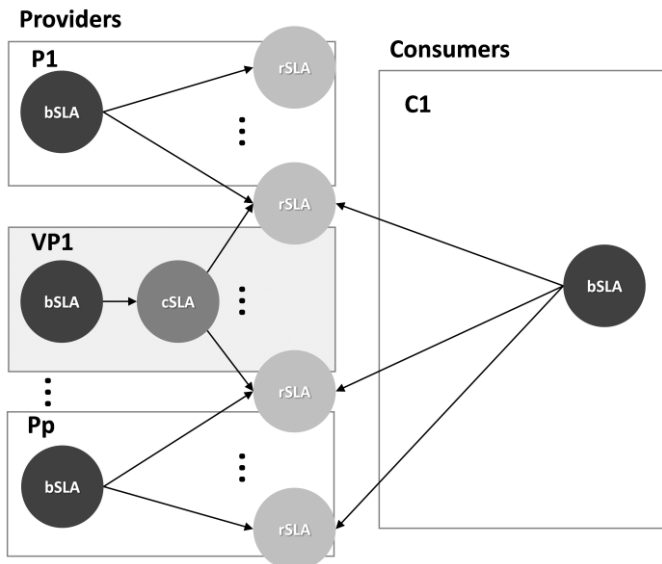 Providers
P1
bSLA
rSLA
rSLA
VP1
bSLA
cSLA
rSLA
Pp
bSLA
rSLA
Consumers
C1
bSLA